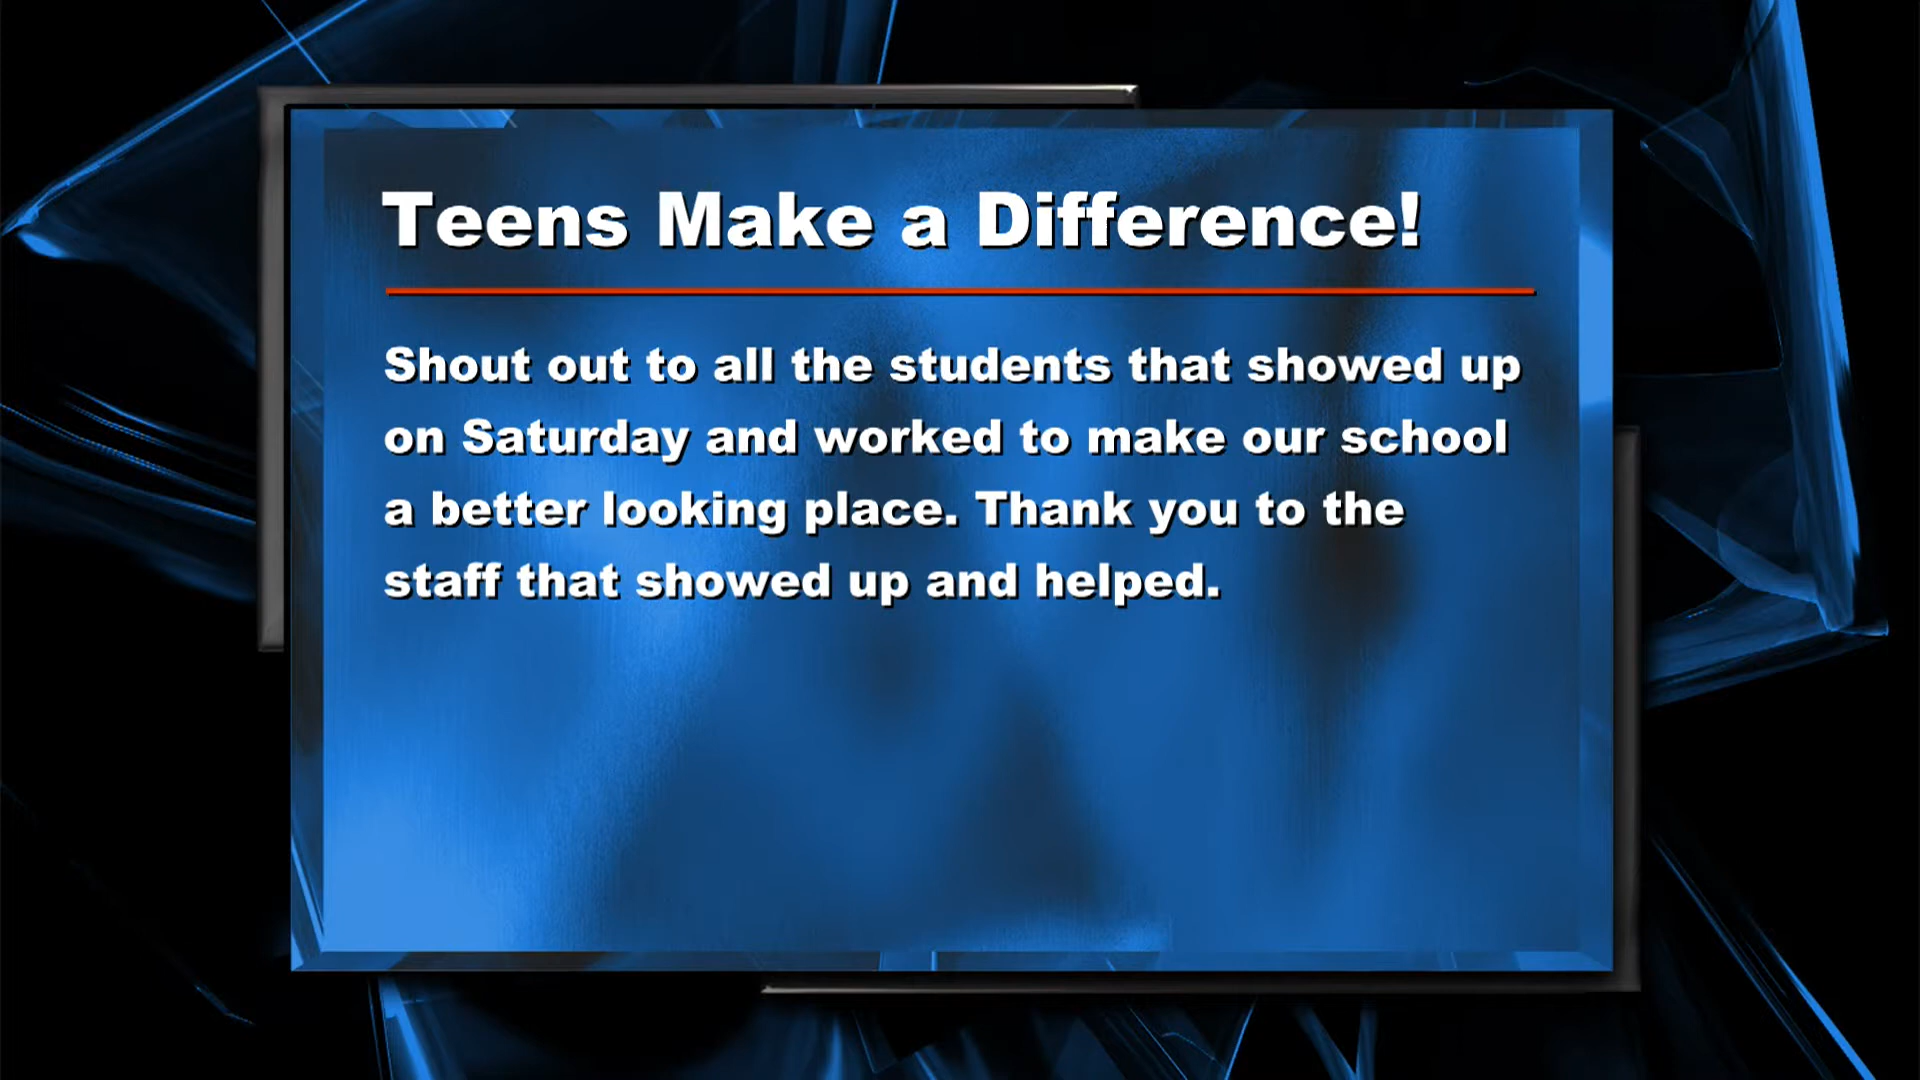 Teens Make a Difference!
Shout out to all the students that showed up
on Saturday and worked to make our school
a better looking place. Thank you to the
staff that showed up and helped.